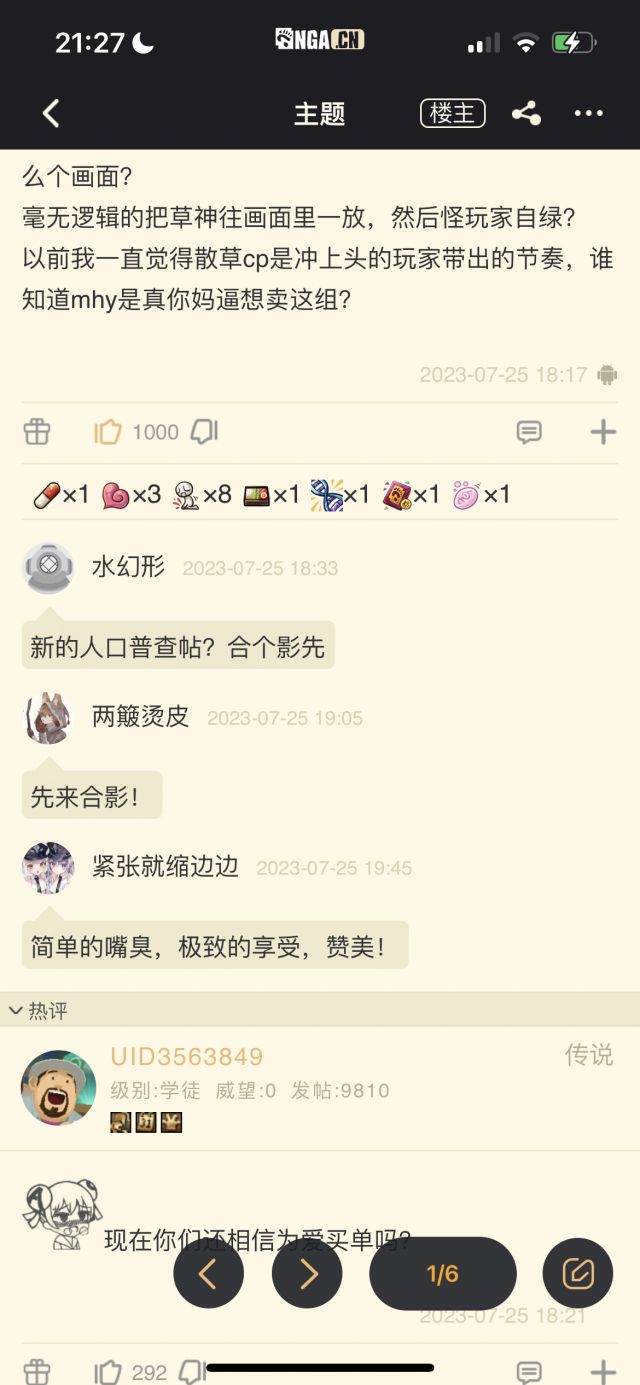 21:27
NGA.CN
主题
楼主
么个画面？
毫无逻辑的把草神往画面里一放，然后怪玩家自绿？
以前我一直觉得散草cp是冲上头的玩家带出的节奏，谁
知道mhy是真你妈逼想卖这组？
2023-07-25 18:17
1000
×1 ×3 ×8 ×1 ×1 ×1 ×1
水幻形 2023-07-25 18:33
新的人口普查帖？合个影先
两簸烫皮 2023-07-25 19:05
先来合影！
紧张就缩边边 2023-07-25 19:45
简单的嘴臭，极致的享受，赞美！
热评
UID3563849 传说
级别:学徒 威望:0 发帖:9810
现在你们还相信为爱买单吗？
1/6
2023-07-25 18:21
292